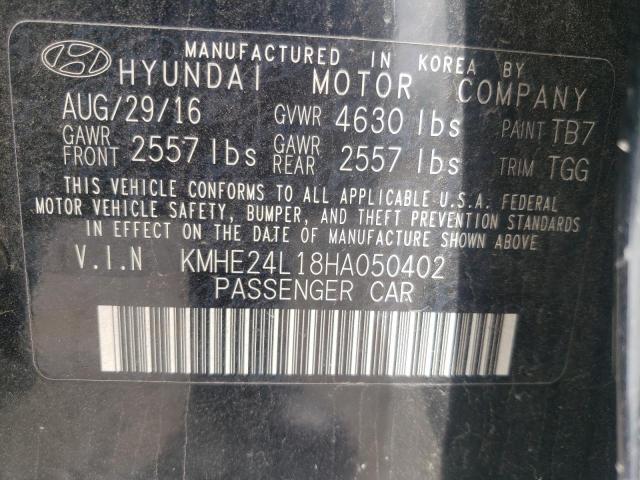 MANUFACTURED IN KOREA BY
HYUNDAI MOTOR COMPANY
AUG/29/16 GVWR 4630 lbs PAINT TB7
GAWR FRONT 2557 lbs GAWR REAR 2557 lbs TRIM TGG
THIS VEHICLE CONFORMS TO ALL APPLICABLE U.S.A. FEDERAL
MOTOR VEHICLE SAFETY, BUMPER, AND THEFT PREVENTION STANDARDS
IN EFFECT ON THE DATE OF MANUFACTURE SHOWN ABOVE
V.I.N KMHE24L18HA050402
PASSENGER CAR